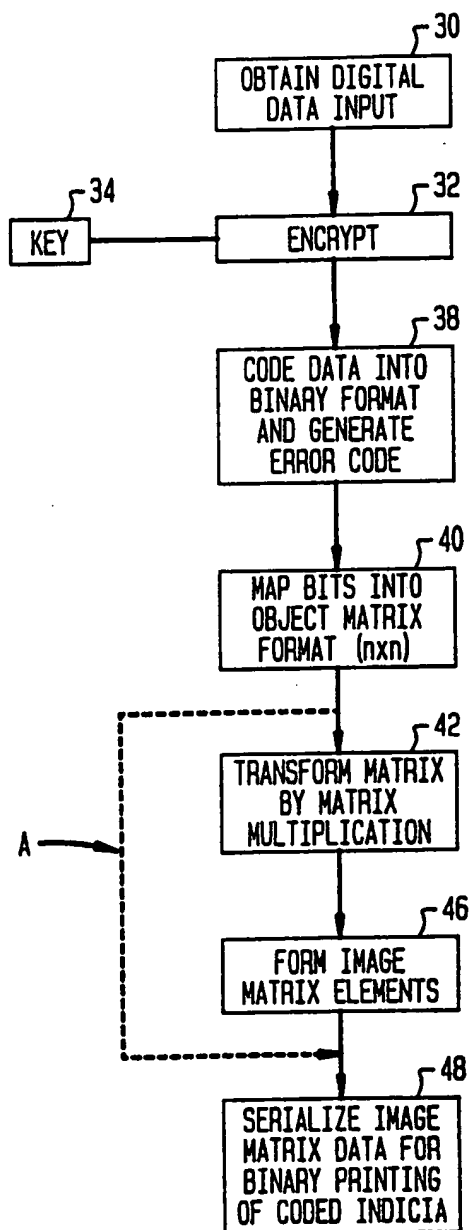 30
OBTAIN DIGITAL
DATA INPUT
34
KEY
32
ENCRYPT
38
CODE DATA INTO
BINARY FORMAT
AND GENERATE
ERROR CODE
40
MAP BITS INTO
OBJECT MATRIX
FORMAT (nxn)
42
TRANSFORM MATRIX
BY MATRIX
MULTIPLICATION
A
46
FORM IMAGE
MATRIX ELEMENTS
48
SERIALIZE IMAGE
MATRIX DATA FOR
BINARY PRINTING
OF CODED INDICIA